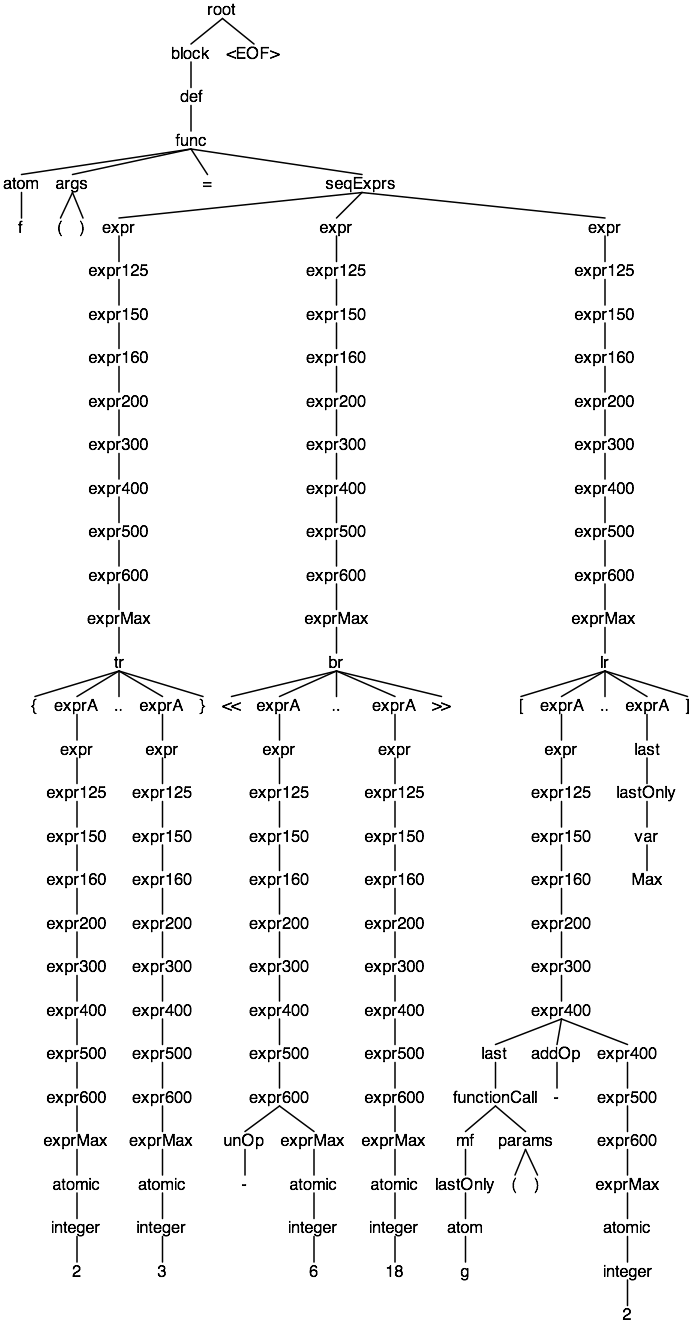 root
block <EOF>
def
func
atom args = seqExprs
f ( ) expr expr expr
expr125 expr125 expr125
expr150 expr150 expr150
expr160 expr160 expr160
expr200 expr200 expr200
expr300 expr300 expr300
expr400 expr400 expr400
expr500 expr500 expr500
expr600 expr600 expr600
exprMax exprMax exprMax
tr br lr
{ exprA .. exprA } << exprA .. exprA >> [ exprA .. exprA ]
expr expr expr expr expr last
expr125 expr125 expr125 expr125 expr125 lastOnly
expr150 expr150 expr150 expr150 expr150 var
expr160 expr160 expr160 expr160 expr160 Max
expr200 expr200 expr200 expr200 expr200
expr300 expr300 expr300 expr300 expr300
expr400 expr400 expr400 expr400 expr400
expr500 expr500 expr500 expr500 last addOp expr400
expr600 expr600 expr600 expr600 functionCall - expr500
exprMax exprMax unOp exprMax exprMax mf params expr600
atomic atomic - atomic atomic lastOnly ( ) exprMax
integer integer integer integer atom atomic
2 3 6 18 g integer
2